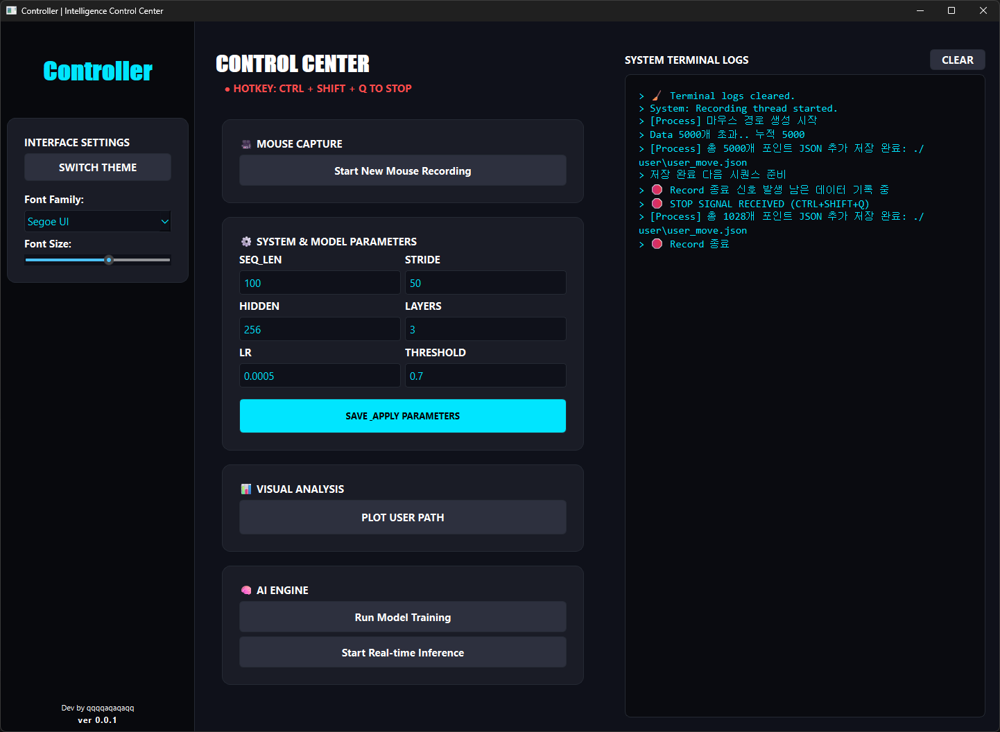 Controller | Intelligence Control Center
Controller
INTERFACE SETTINGS
SWITCH THEME
Font Family:
Segoe UI
Font Size:
Dev by qqqqaqaqaqq
ver 0.0.1
CONTROL CENTER
● HOTKEY: CTRL + SHIFT + Q TO STOP
MOUSE CAPTURE
Start New Mouse Recording
⚙️ SYSTEM & MODEL PARAMETERS
SEQ_LEN
STRIDE
100
50
HIDDEN
LAYERS
256
3
LR
THRESHOLD
0.0005
0.7
SAVE _APPLY PARAMETERS
📊 VISUAL ANALYSIS
PLOT USER PATH
🧠 AI ENGINE
Run Model Training
Start Real-time Inference
SYSTEM TERMINAL LOGS
CLEAR
> 🧹 Terminal logs cleared.
> System: Recording thread started.
> [Process] 마우스 경로 생성 시작
> Data 5000개 초과.. 누적 5000
> [Process] 총 5000개 포인트 JSON 추가 저장 완료: ./
user\user_move.json
> 저장 완료 다음 시퀀스 준비
> 🛑 Record 종료 신호 발생 남은 데이터 기록 중
> 🛑 STOP SIGNAL RECEIVED (CTRL+SHIFT+Q)
> [Process] 총 1028개 포인트 JSON 추가 저장 완료: ./
user\user_move.json
> 🛑 Record 종료